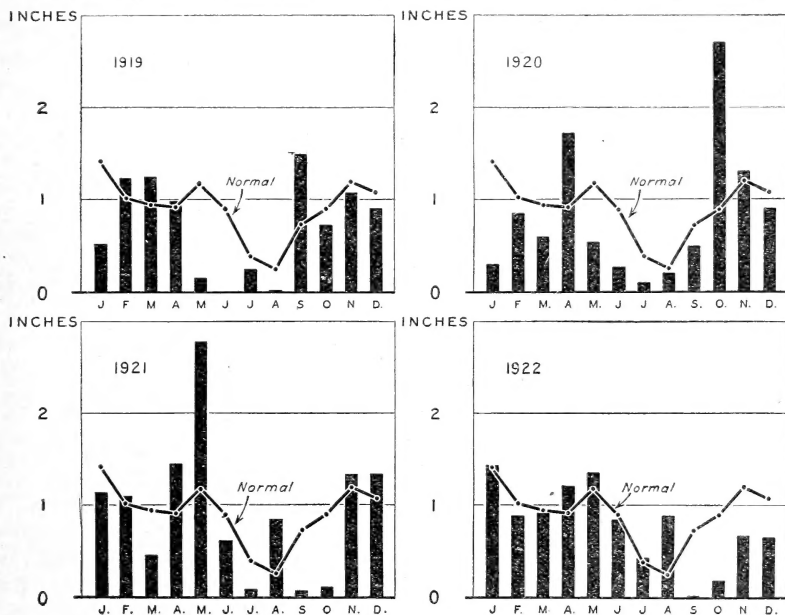 INCHES
1919
2
Normal
1
0
J F M A M J J A S O N D.
INCHES
1920
2
Normal
1
0
J F. M. A M. J J A. S O. N. D.
INCHES
1921
2
Normal
1
0
J. F. M. A. M. J. J. A. S. O. N. D.
INCHES
1922
2
Normal
1
0
J F. M. A. M. J. J. A S O N. D.